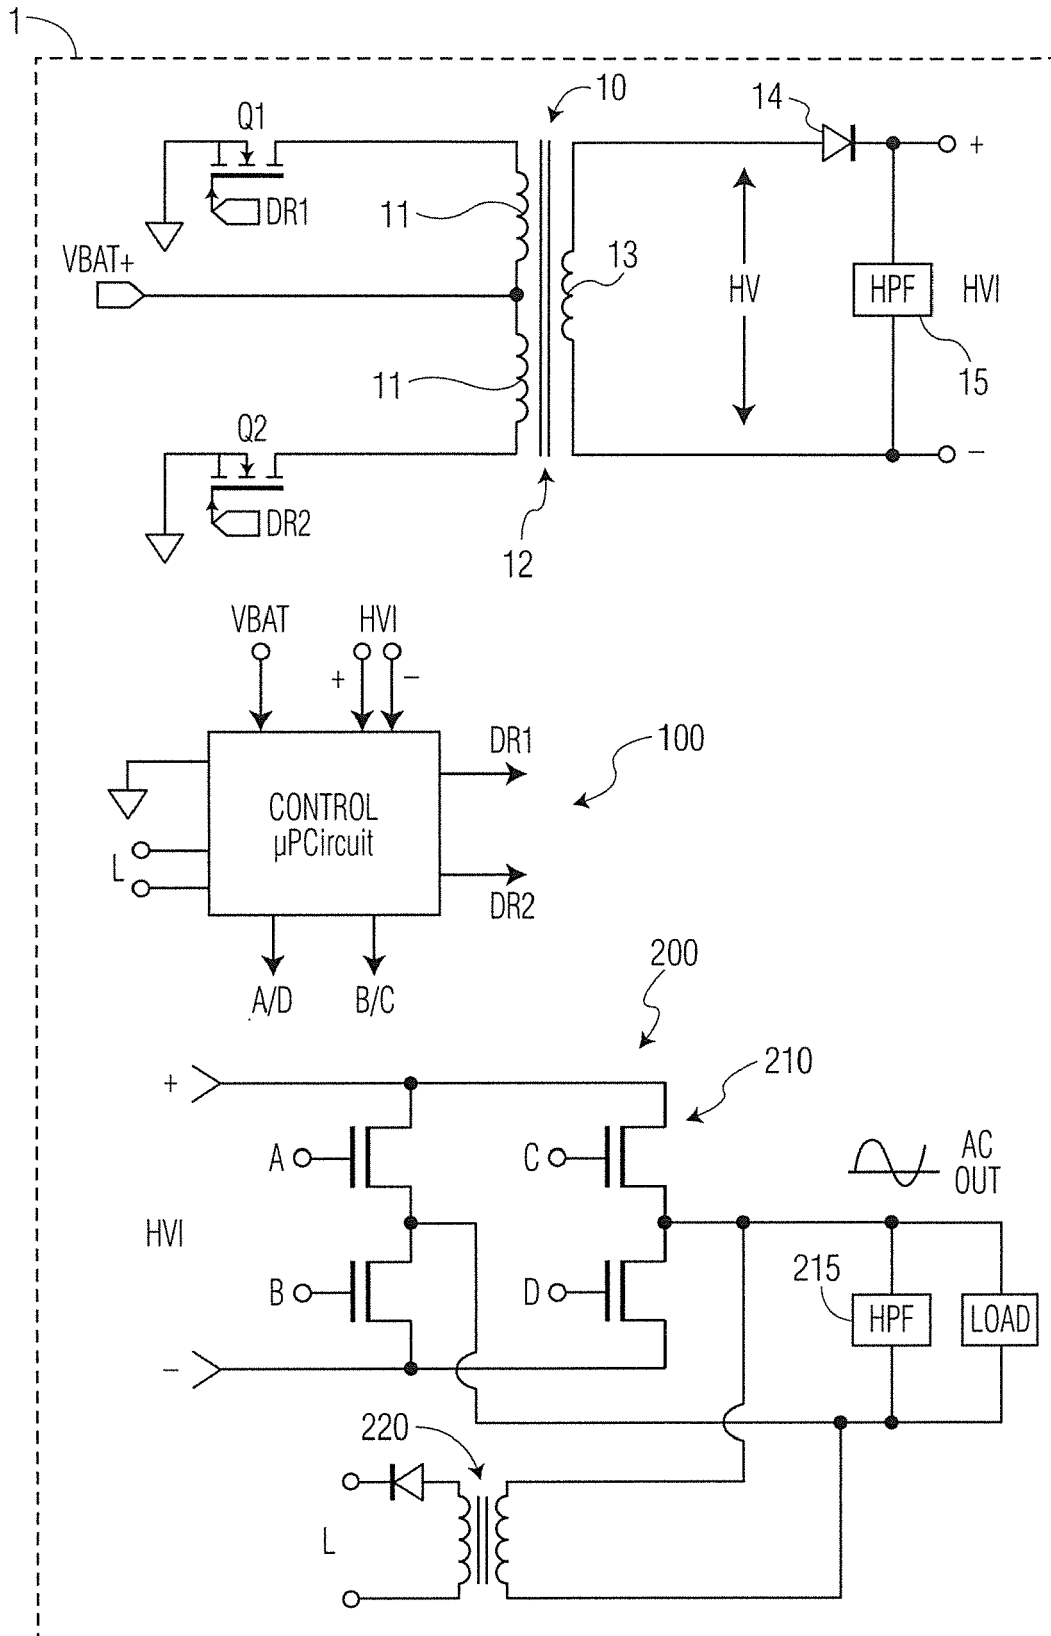 1
10
14
Q1
+
DR1
11
13
VBAT+
HV
HPF
HVI
11
15
Q2
−
DR2
12
VBAT
HVI
+
−
DR1
100
CONTROL
µPCircuit
L
DR2
A/D
B/C
200
+
210
A
C
AC
OUT
HVI
215
B
D
HPF
LOAD
−
220
L